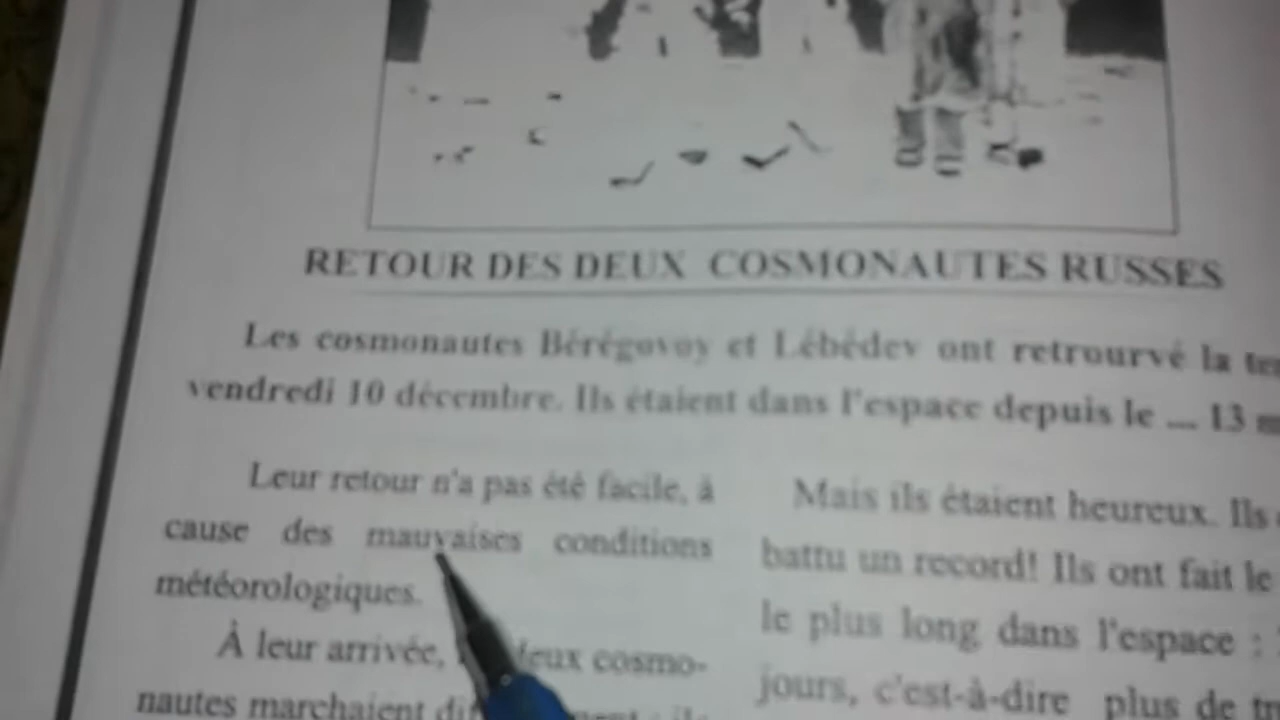 RETOUR DES DEUX COSMONAUTES RUSSES
Les cosmonautes Bérégovoy et Lébédev ont retrourvé la
vendredi 10 décembre. Ils étaient dans l'espace depuis le ... 13
Leur retour n'a pas été facile, à
cause des mauvaises conditions
météorologiques.
À leur arrivée, deux cosmo-
nautes marchaient
Mais ils étaient heureux. Ils
battu un record! Ils ont fait le
le plus long dans l'espace :
jours, c'est-à-dire plus de